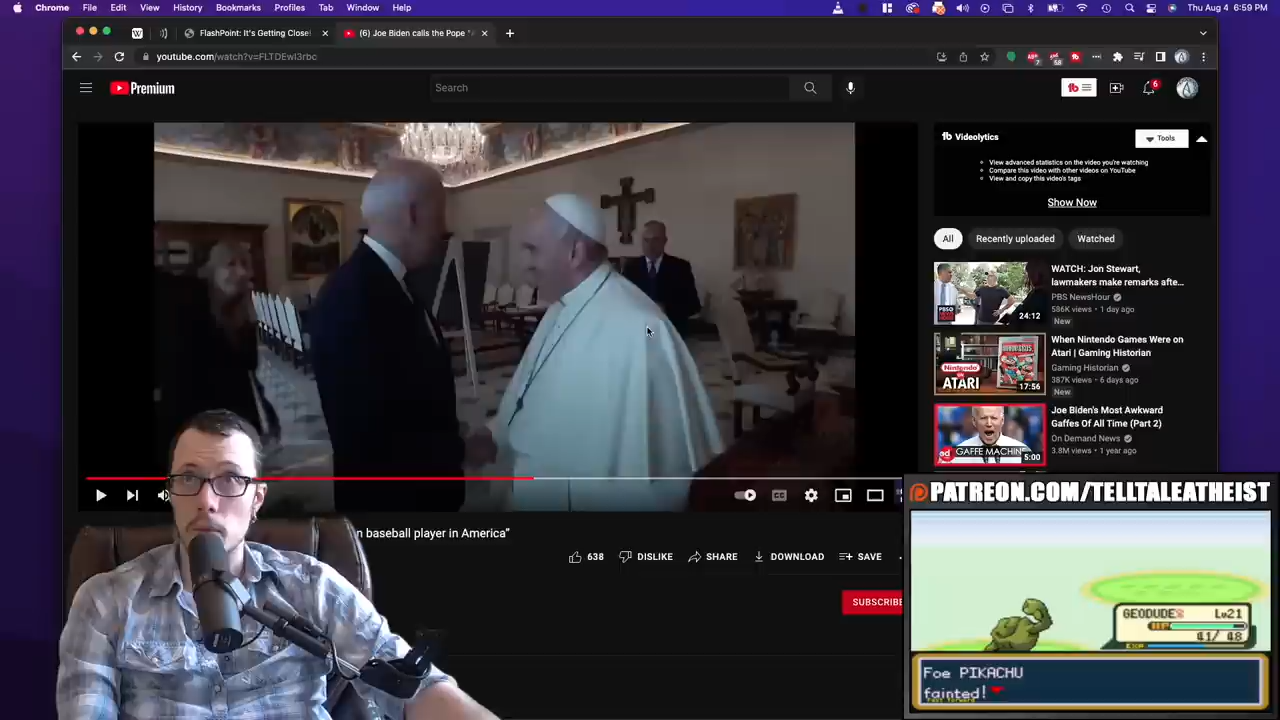 Chrome File Edit View History Bookmarks Profiles Tab Window Help
Thu Aug 4 6:59 PM
FlashPoint: It's Getting Close!
(6) Joe Biden calls the Pope "
youtube.com/watch?v=FLTDEwI3rbc
Premium
Search
6
Videolytics
Tools
View advanced statistics on the video you're watching
Compare this video with other videos on YouTube
View and copy this video's tags
Show Now
All
Recently uploaded
Watched
WATCH: Jon Stewart,
lawmakers make remarks afte...
PBS NewsHour
586K views • 1 day ago
New
24:12
When Nintendo Games Were on
Atari | Gaming Historian
Gaming Historian
387K views • 6 days ago
New
Nintendo
ATARI
17:56
Joe Biden's Most Awkward
Gaffes Of All Time (Part 2)
On Demand News
3.8M views • 1 year ago
GAFFE MACHIN
5:00
n baseball player in America"
638
DISLIKE
SHARE
DOWNLOAD
SAVE
SUBSCRIBE
PATREON.COM/TELLTALEATHEIST
GEODUDE Lv21
HP
41/ 48
EXP
Foe PIKACHU
fainted!